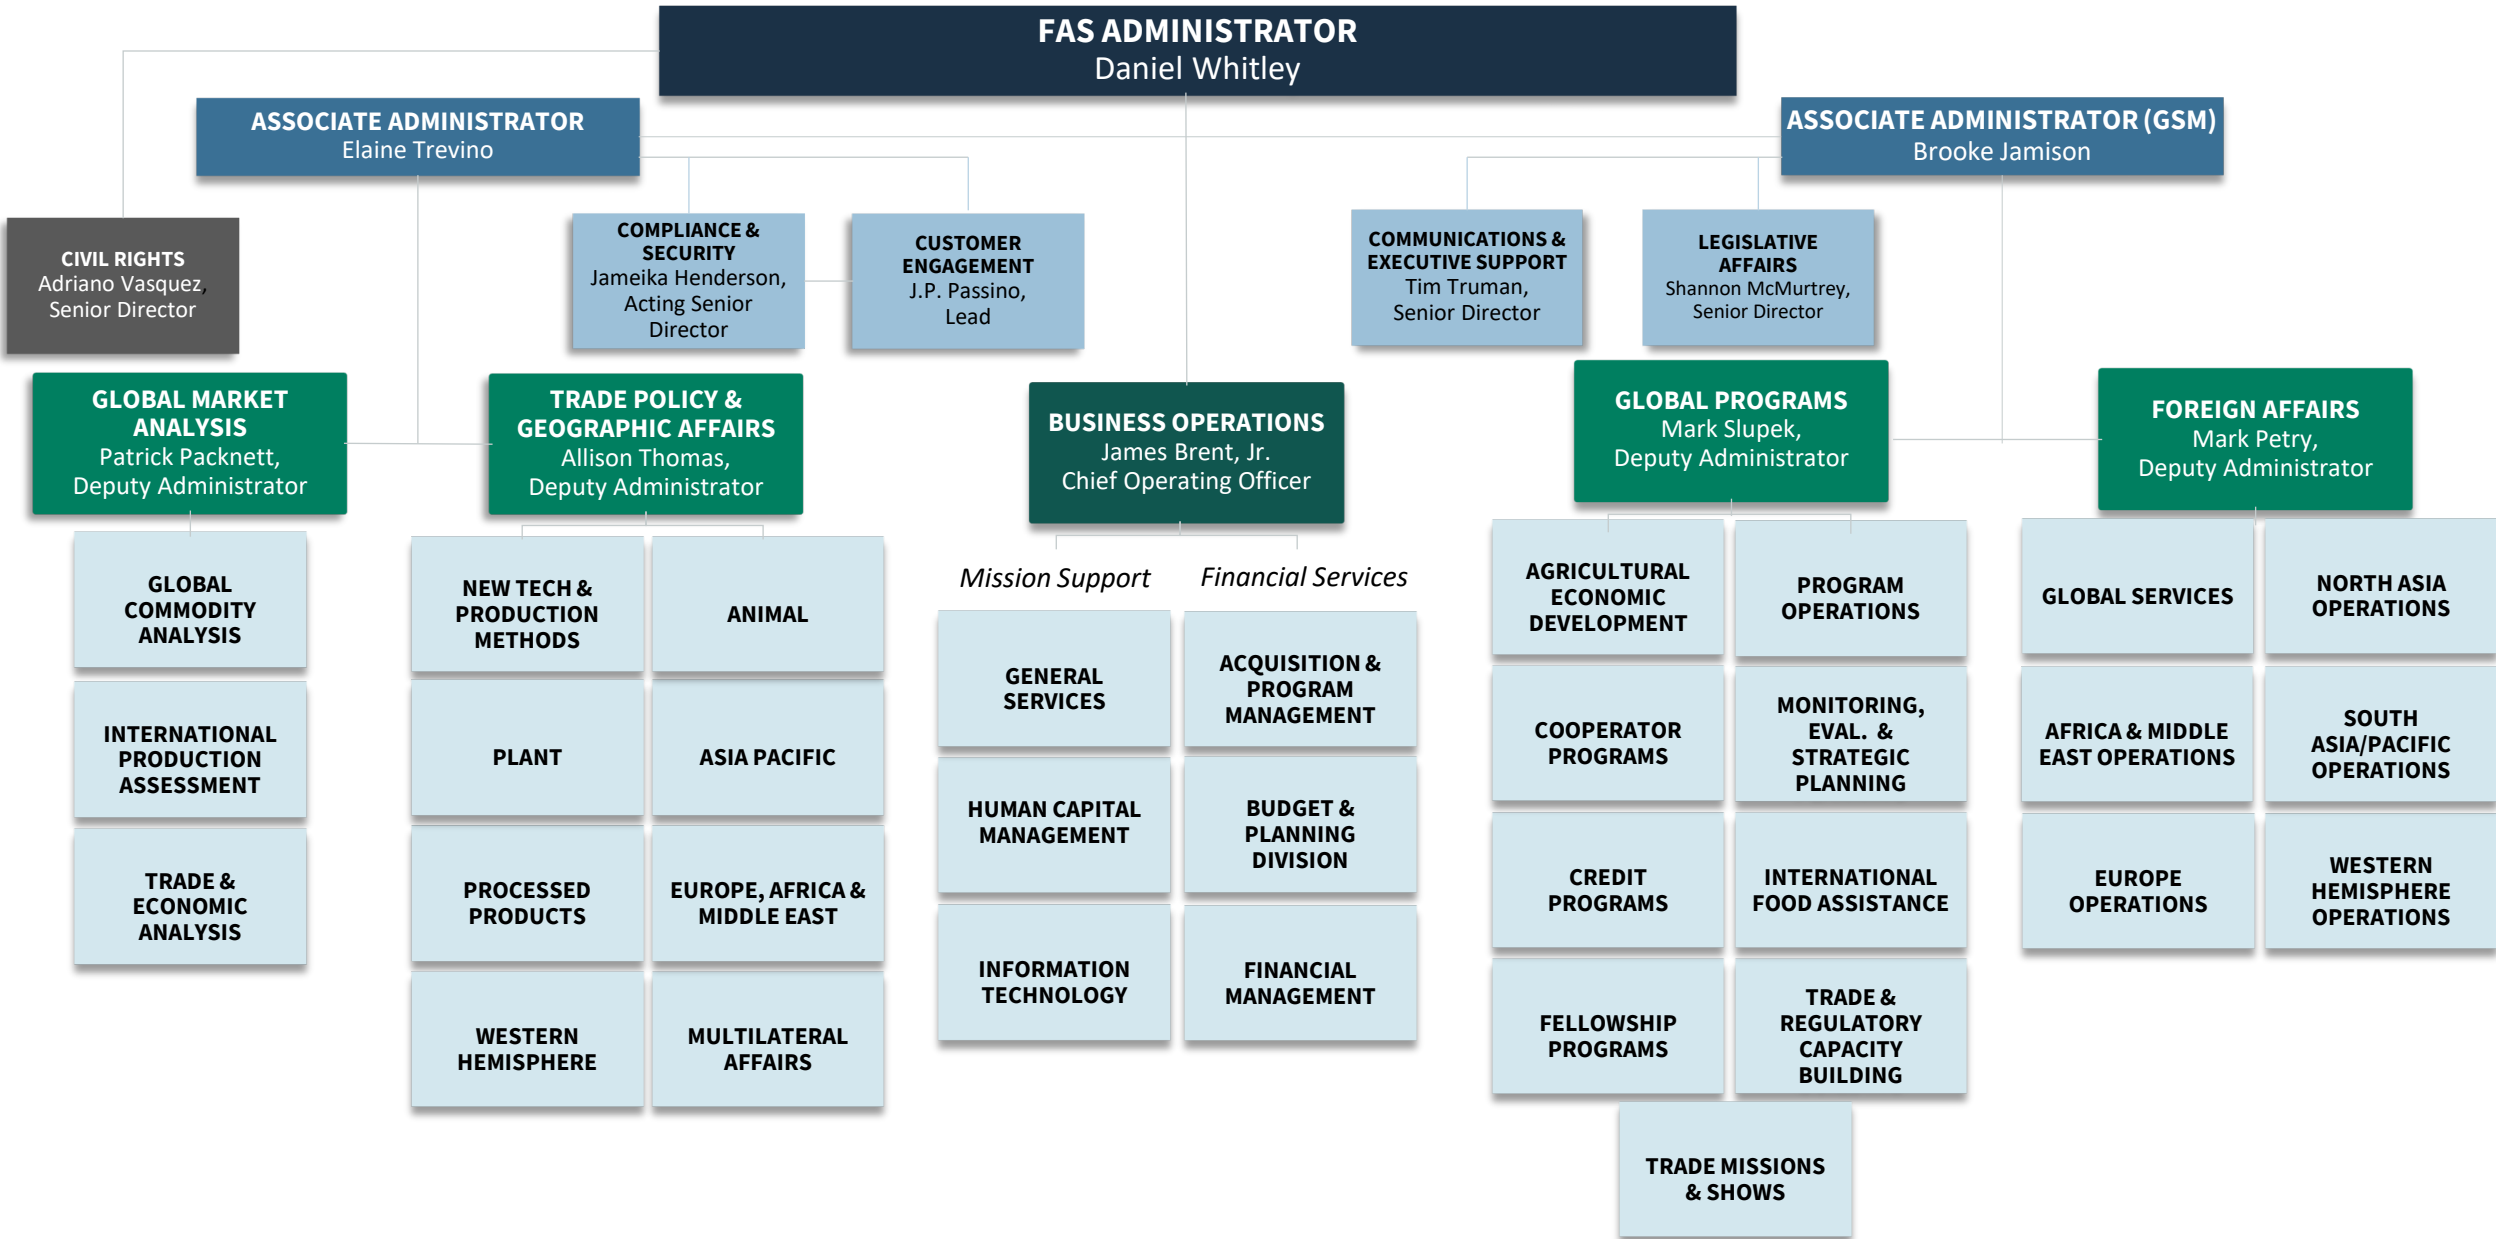 FAS ADMINISTRATOR
Daniel Whitley
ASSOCIATE ADMINISTRATOR
Elaine Trevino
ASSOCIATE ADMINISTRATOR (GSM)
Brooke Jamison
CIVIL RIGHTS
Adriano Vasquez,
Senior Director
COMPLIANCE &
SECURITY
Jameika Henderson,
Acting Senior
Director
CUSTOMER
ENGAGEMENT
J.P. Passino,
Lead
COMMUNICATIONS &
EXECUTIVE SUPPORT
Tim Truman,
Senior Director
LEGISLATIVE
AFFAIRS
Shannon McMurtrey,
Senior Director
GLOBAL MARKET
ANALYSIS
Patrick Packnett,
Deputy Administrator
TRADE POLICY &
GEOGRAPHIC AFFAIRS
Allison Thomas,
Deputy Administrator
BUSINESS OPERATIONS
James Brent, Jr.
Chief Operating Officer
GLOBAL PROGRAMS
Mark Slupek,
Deputy Administrator
FOREIGN AFFAIRS
Mark Petry,
Deputy Administrator
GLOBAL
COMMODITY
ANALYSIS
INTERNATIONAL
PRODUCTION
ASSESSMENT
TRADE &
ECONOMIC
ANALYSIS
NEW TECH &
PRODUCTION
METHODS
ANIMAL
PLANT
ASIA PACIFIC
PROCESSED
PRODUCTS
EUROPE, AFRICA &
MIDDLE EAST
WESTERN
HEMISPHERE
MULTILATERAL
AFFAIRS
Mission Support
Financial Services
GENERAL
SERVICES
ACQUISITION &
PROGRAM
MANAGEMENT
HUMAN CAPITAL
MANAGEMENT
BUDGET &
PLANNING
DIVISION
INFORMATION
TECHNOLOGY
FINANCIAL
MANAGEMENT
AGRICULTURAL
ECONOMIC
DEVELOPMENT
PROGRAM
OPERATIONS
COOPERATOR
PROGRAMS
MONITORING,
EVAL. &
STRATEGIC
PLANNING
CREDIT
PROGRAMS
INTERNATIONAL
FOOD ASSISTANCE
FELLOWSHIP
PROGRAMS
TRADE &
REGULATORY
CAPACITY
BUILDING
TRADE MISSIONS
& SHOWS
GLOBAL SERVICES
NORTH ASIA
OPERATIONS
AFRICA & MIDDLE
EAST OPERATIONS
SOUTH
ASIA/PACIFIC
OPERATIONS
EUROPE
OPERATIONS
WESTERN
HEMISPHERE
OPERATIONS